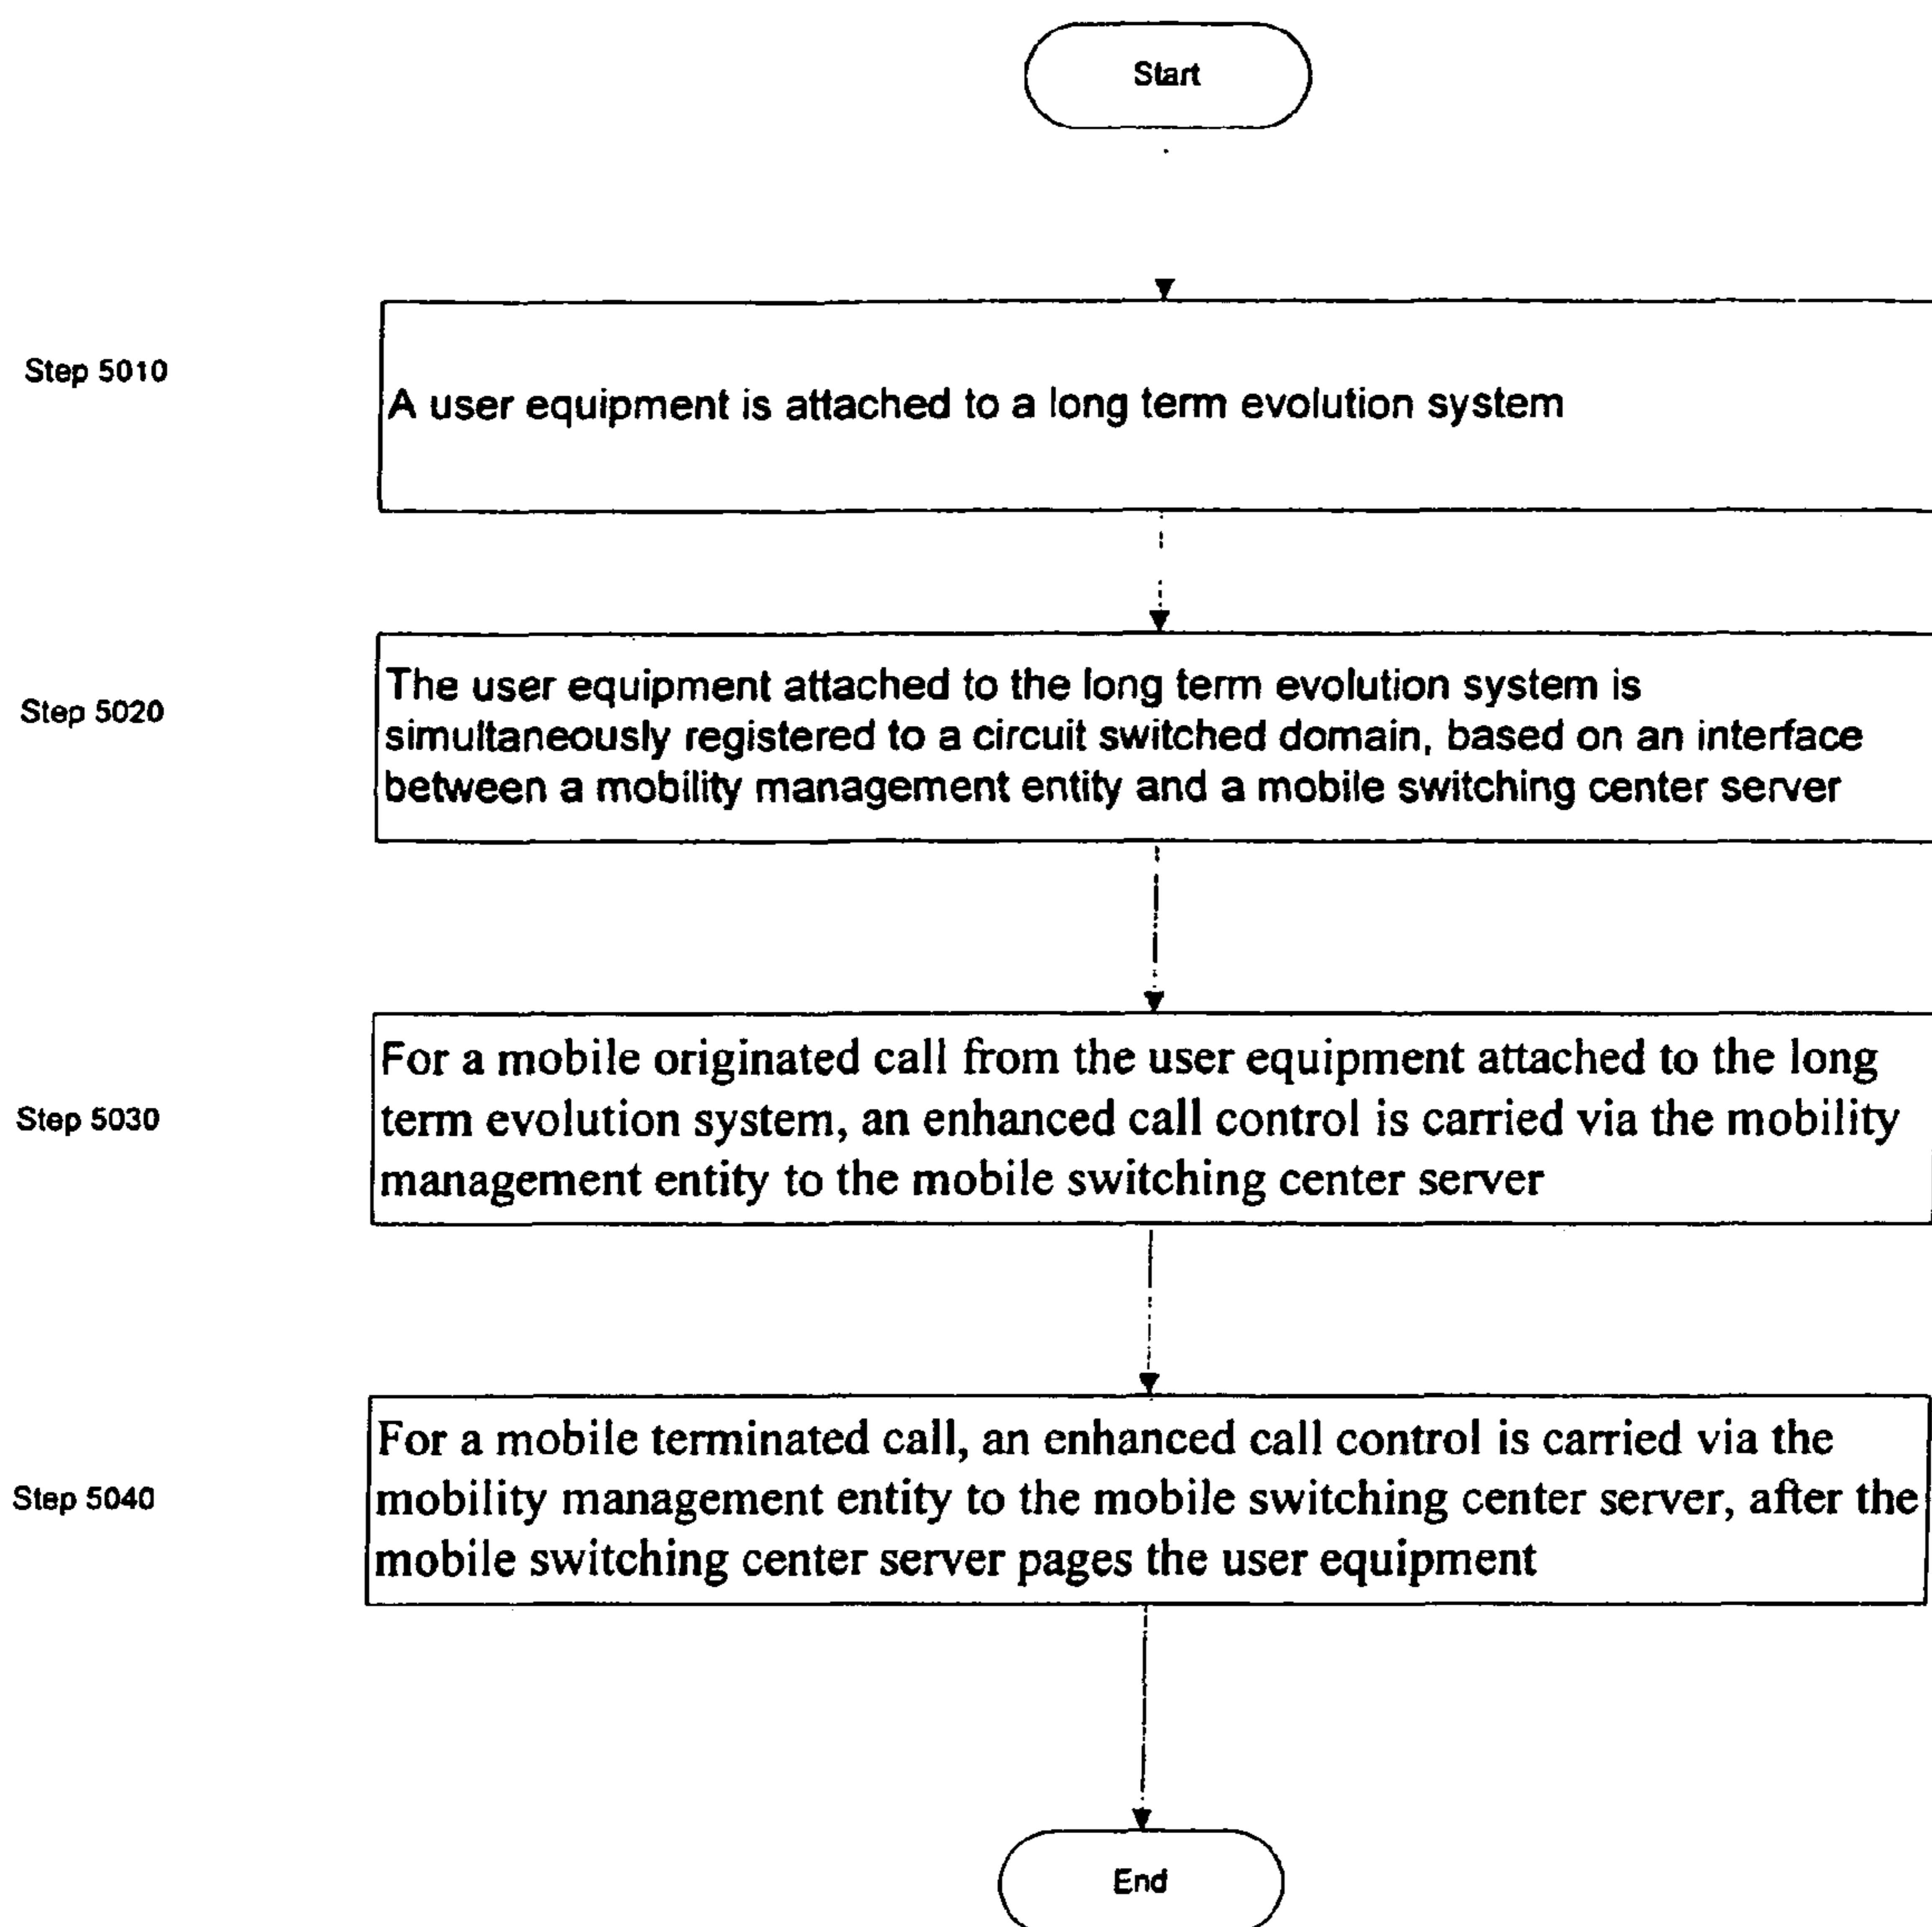 Start
Step 5010
A user equipment is attached to a long term evolution system
Step 5020
The user equipment attached to the long term evolution system is
simultaneously registered to a circuit switched domain, based on an interface
between a mobility management entity and a mobile switching center server
Step 5030
For a mobile originated call from the user equipment attached to the long
term evolution system, an enhanced call control is carried via the mobility
management entity to the mobile switching center server
Step 5040
For a mobile terminated call, an enhanced call control is carried via the
mobility management entity to the mobile switching center server, after the
mobile switching center server pages the user equipment
End